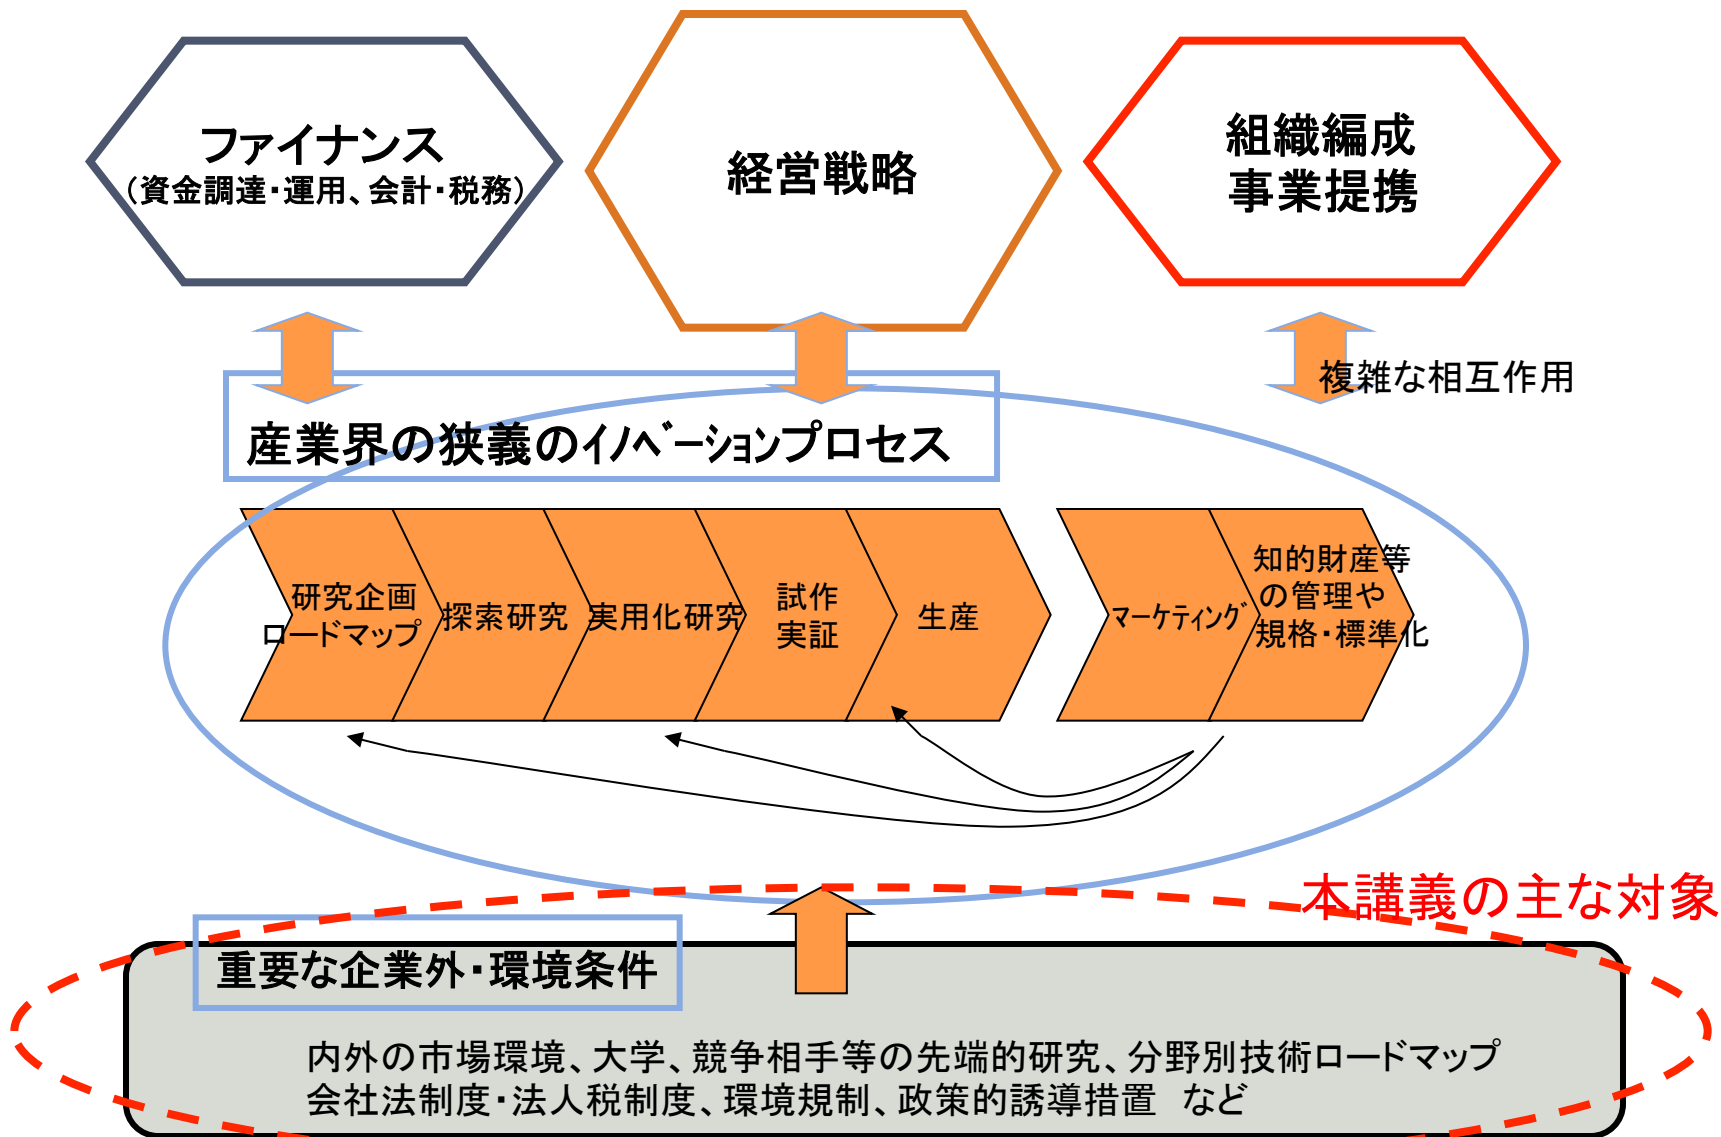 ファイナンス
(資金調達・運用、会計・税務)
経営戦略
組織編成
事業提携
複雑な相互作用
産業界の狭義のｲﾉﾍﾞｰｼｮﾝプロセス
研究企画
ロードマップ
探索研究
実用化研究
試作
実証
生産
ﾏｰｹﾃｨﾝｸﾞ
知的財産等
の管理や
規格・標準化
本講義の主な対象
重要な企業外・環境条件
内外の市場環境、大学、競争相手等の先端的研究、分野別技術ロードマップ
会社法制度・法人税制度、環境規制、政策的誘導措置　など